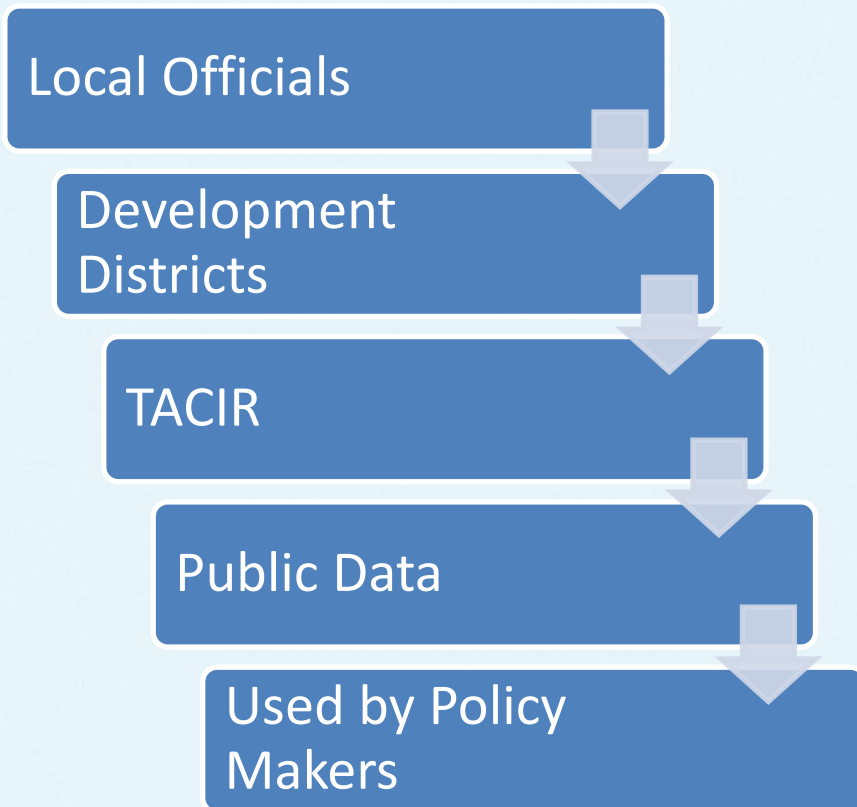 Local Officials
Development
Districts
TACIR
Public Data
Used by Policy
Makers